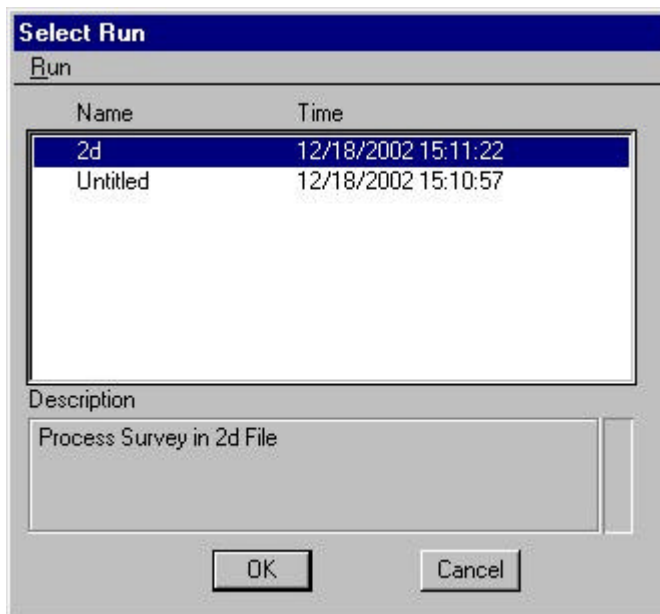 Select Run
Run
Name Time
2d 12/18/2002 15:11:22
Untitled 12/18/2002 15:10:57
Description
Process Survey in 2d File
OK Cancel